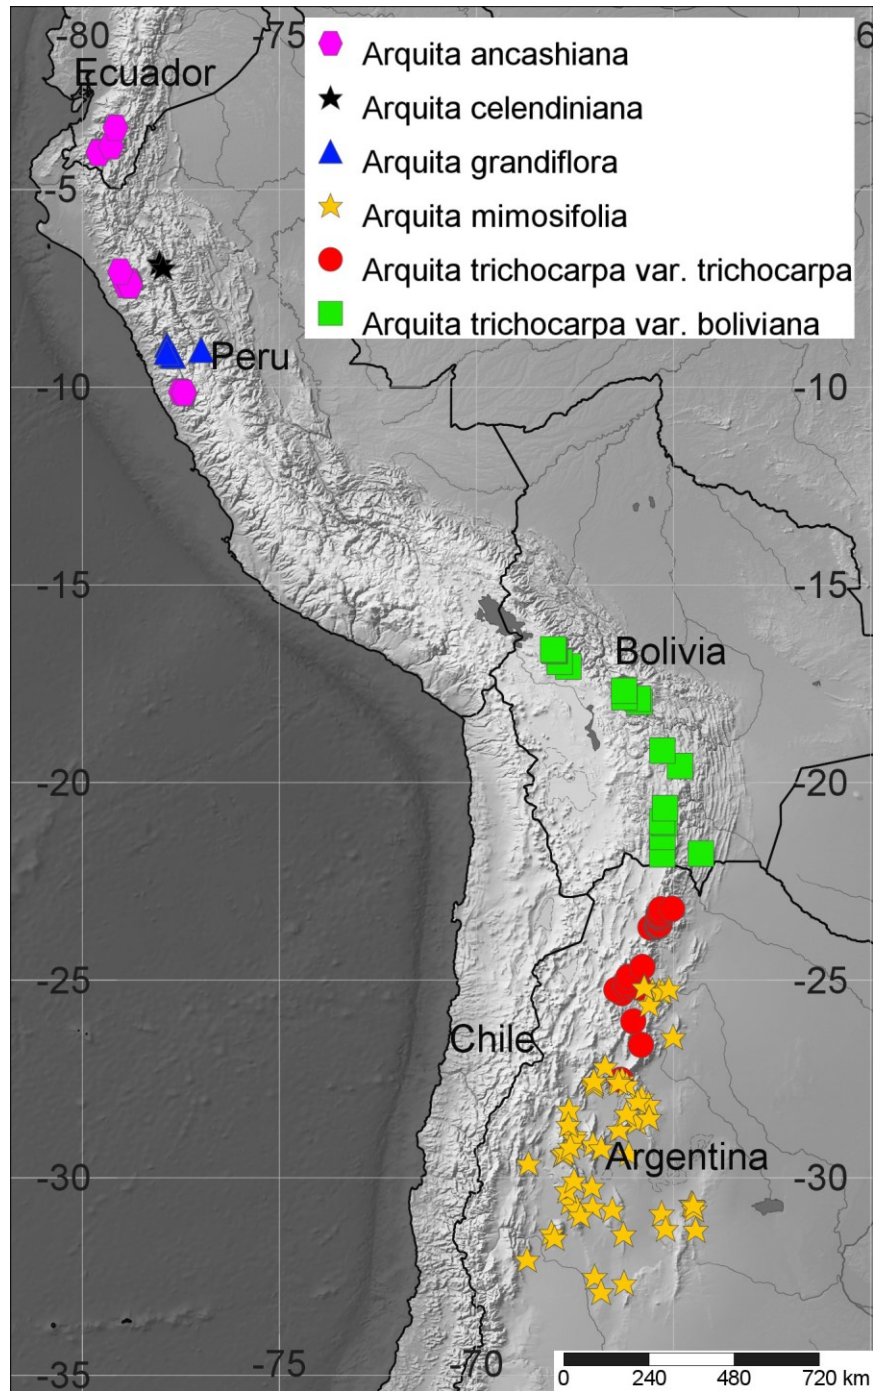 -80
-75
6
Ecuador
Arquita ancashiana
Arquita celendiniana
Arquita grandiflora
Arquita mimosifolia
Arquita trichocarpa var. trichocarpa
Arquita trichocarpa var. boliviana
-5
Peru
-10
-10
-15
-15
Bolivia
-20
-20
-25
-25
Chile
Argentina
-30
-30
-35
-75
-70
0 240 480 720 km